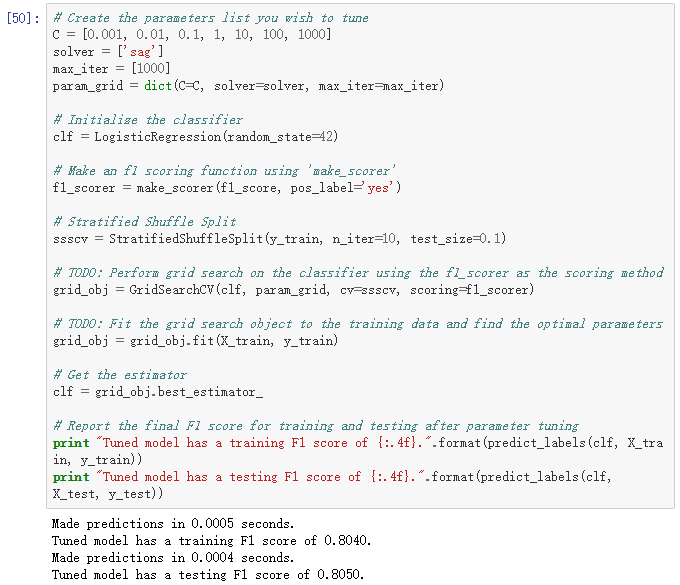 [50]: # Create the parameters list you wish to tune
C = [0.001, 0.01, 0.1, 1, 10, 100, 1000]
solver = ['sag']
max_iter = [1000]
param_grid = dict(C=C, solver=solver, max_iter=max_iter)
# Initialize the classifier
clf = LogisticRegression(random_state=42)
# Make an f1 scoring function using 'make_scorer'
f1_scorer = make_scorer(f1_score, pos_label='yes')
# Stratified Shuffle Split
ssscv = StratifiedShuffleSplit(y_train, n_iter=10, test_size=0.1)
# TODO: Perform grid search on the classifier using the f1_scorer as the scoring method
grid_obj = GridSearchCV(clf, param_grid, cv=ssscv, scoring=f1_scorer)
# TODO: Fit the grid search object to the training data and find the optimal parameters
grid_obj = grid_obj.fit(X_train, y_train)
# Get the estimator
clf = grid_obj.best_estimator_
# Report the final F1 score for training and testing after parameter tuning
print "Tuned model has a training F1 score of {:.4f}.".format(predict_labels(clf, X_tra
in, y_train))
print "Tuned model has a testing F1 score of {:.4f}.".format(predict_labels(clf,
X_test, y_test))
Made predictions in 0.0005 seconds.
Tuned model has a training F1 score of 0.8040.
Made predictions in 0.0004 seconds.
Tuned model has a testing F1 score of 0.8050.